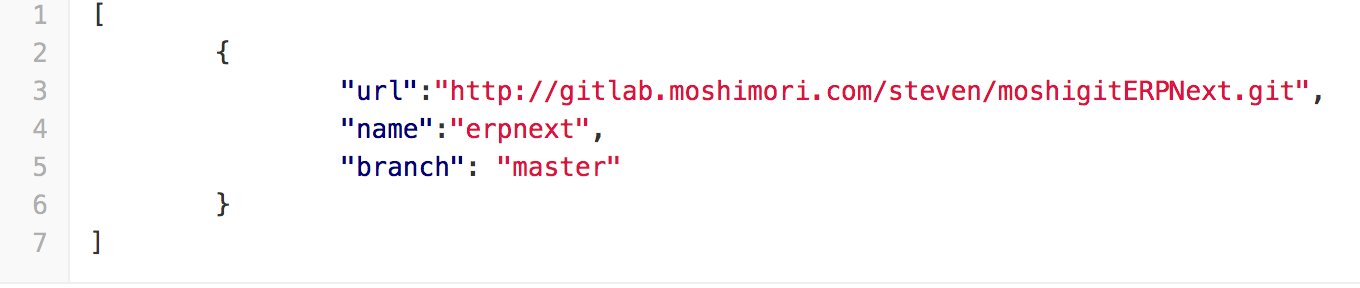 1 [
2 {
3 "url":"http://gitlab.moshimori.com/steven/moshigitERPNext.git",
4 "name":"erpnext",
5 "branch": "master"
6 }
7 ]